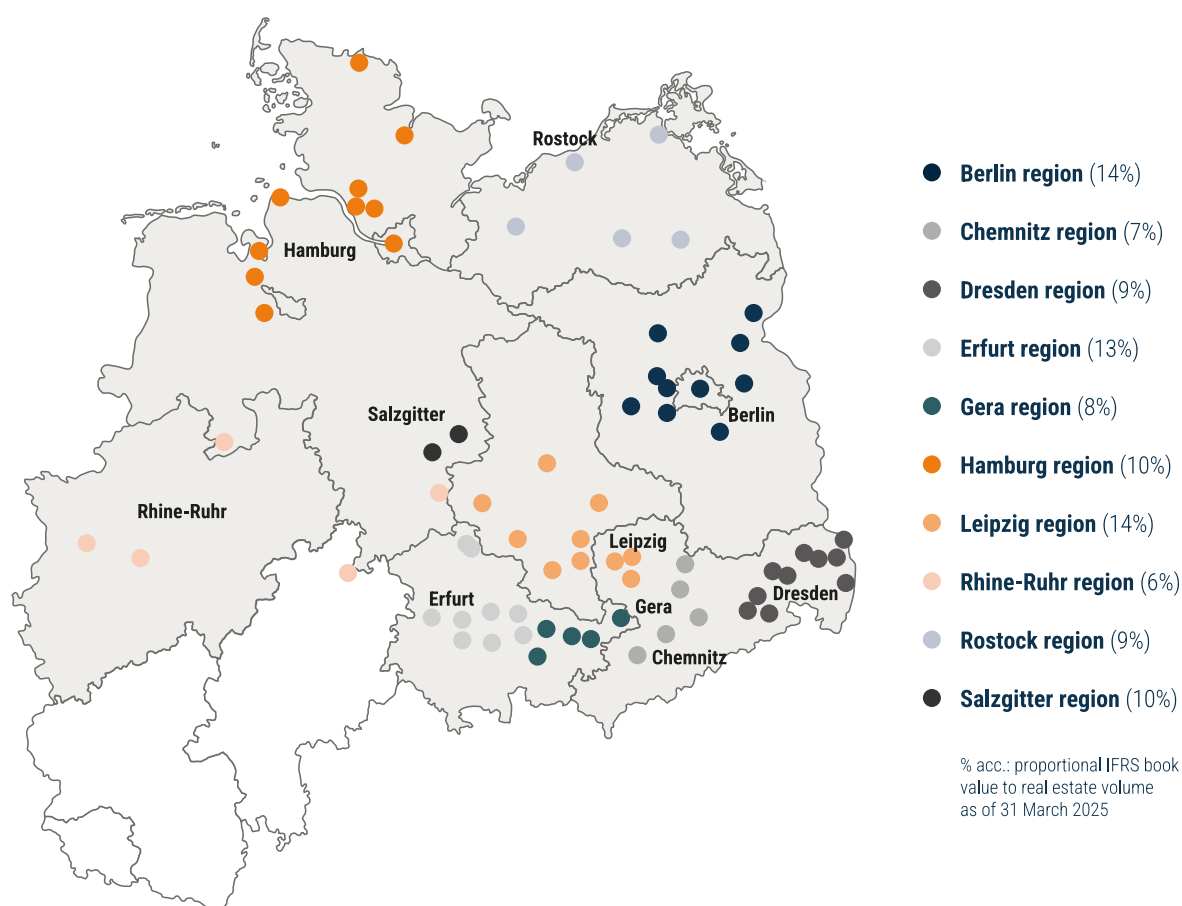 Rostock
Hamburg
Salzgitter
Berlin
Rhine-Ruhr
Leipzig
Erfurt
Gera
Dresden
Chemnitz
Berlin region (14%)
Chemnitz region (7%)
Dresden region (9%)
Erfurt region (13%)
Gera region (8%)
Hamburg region (10%)
Leipzig region (14%)
Rhine-Ruhr region (6%)
Rostock region (9%)
Salzgitter region (10%)
% acc.: proportional IFRS book
value to real estate volume
as of 31 March 2025